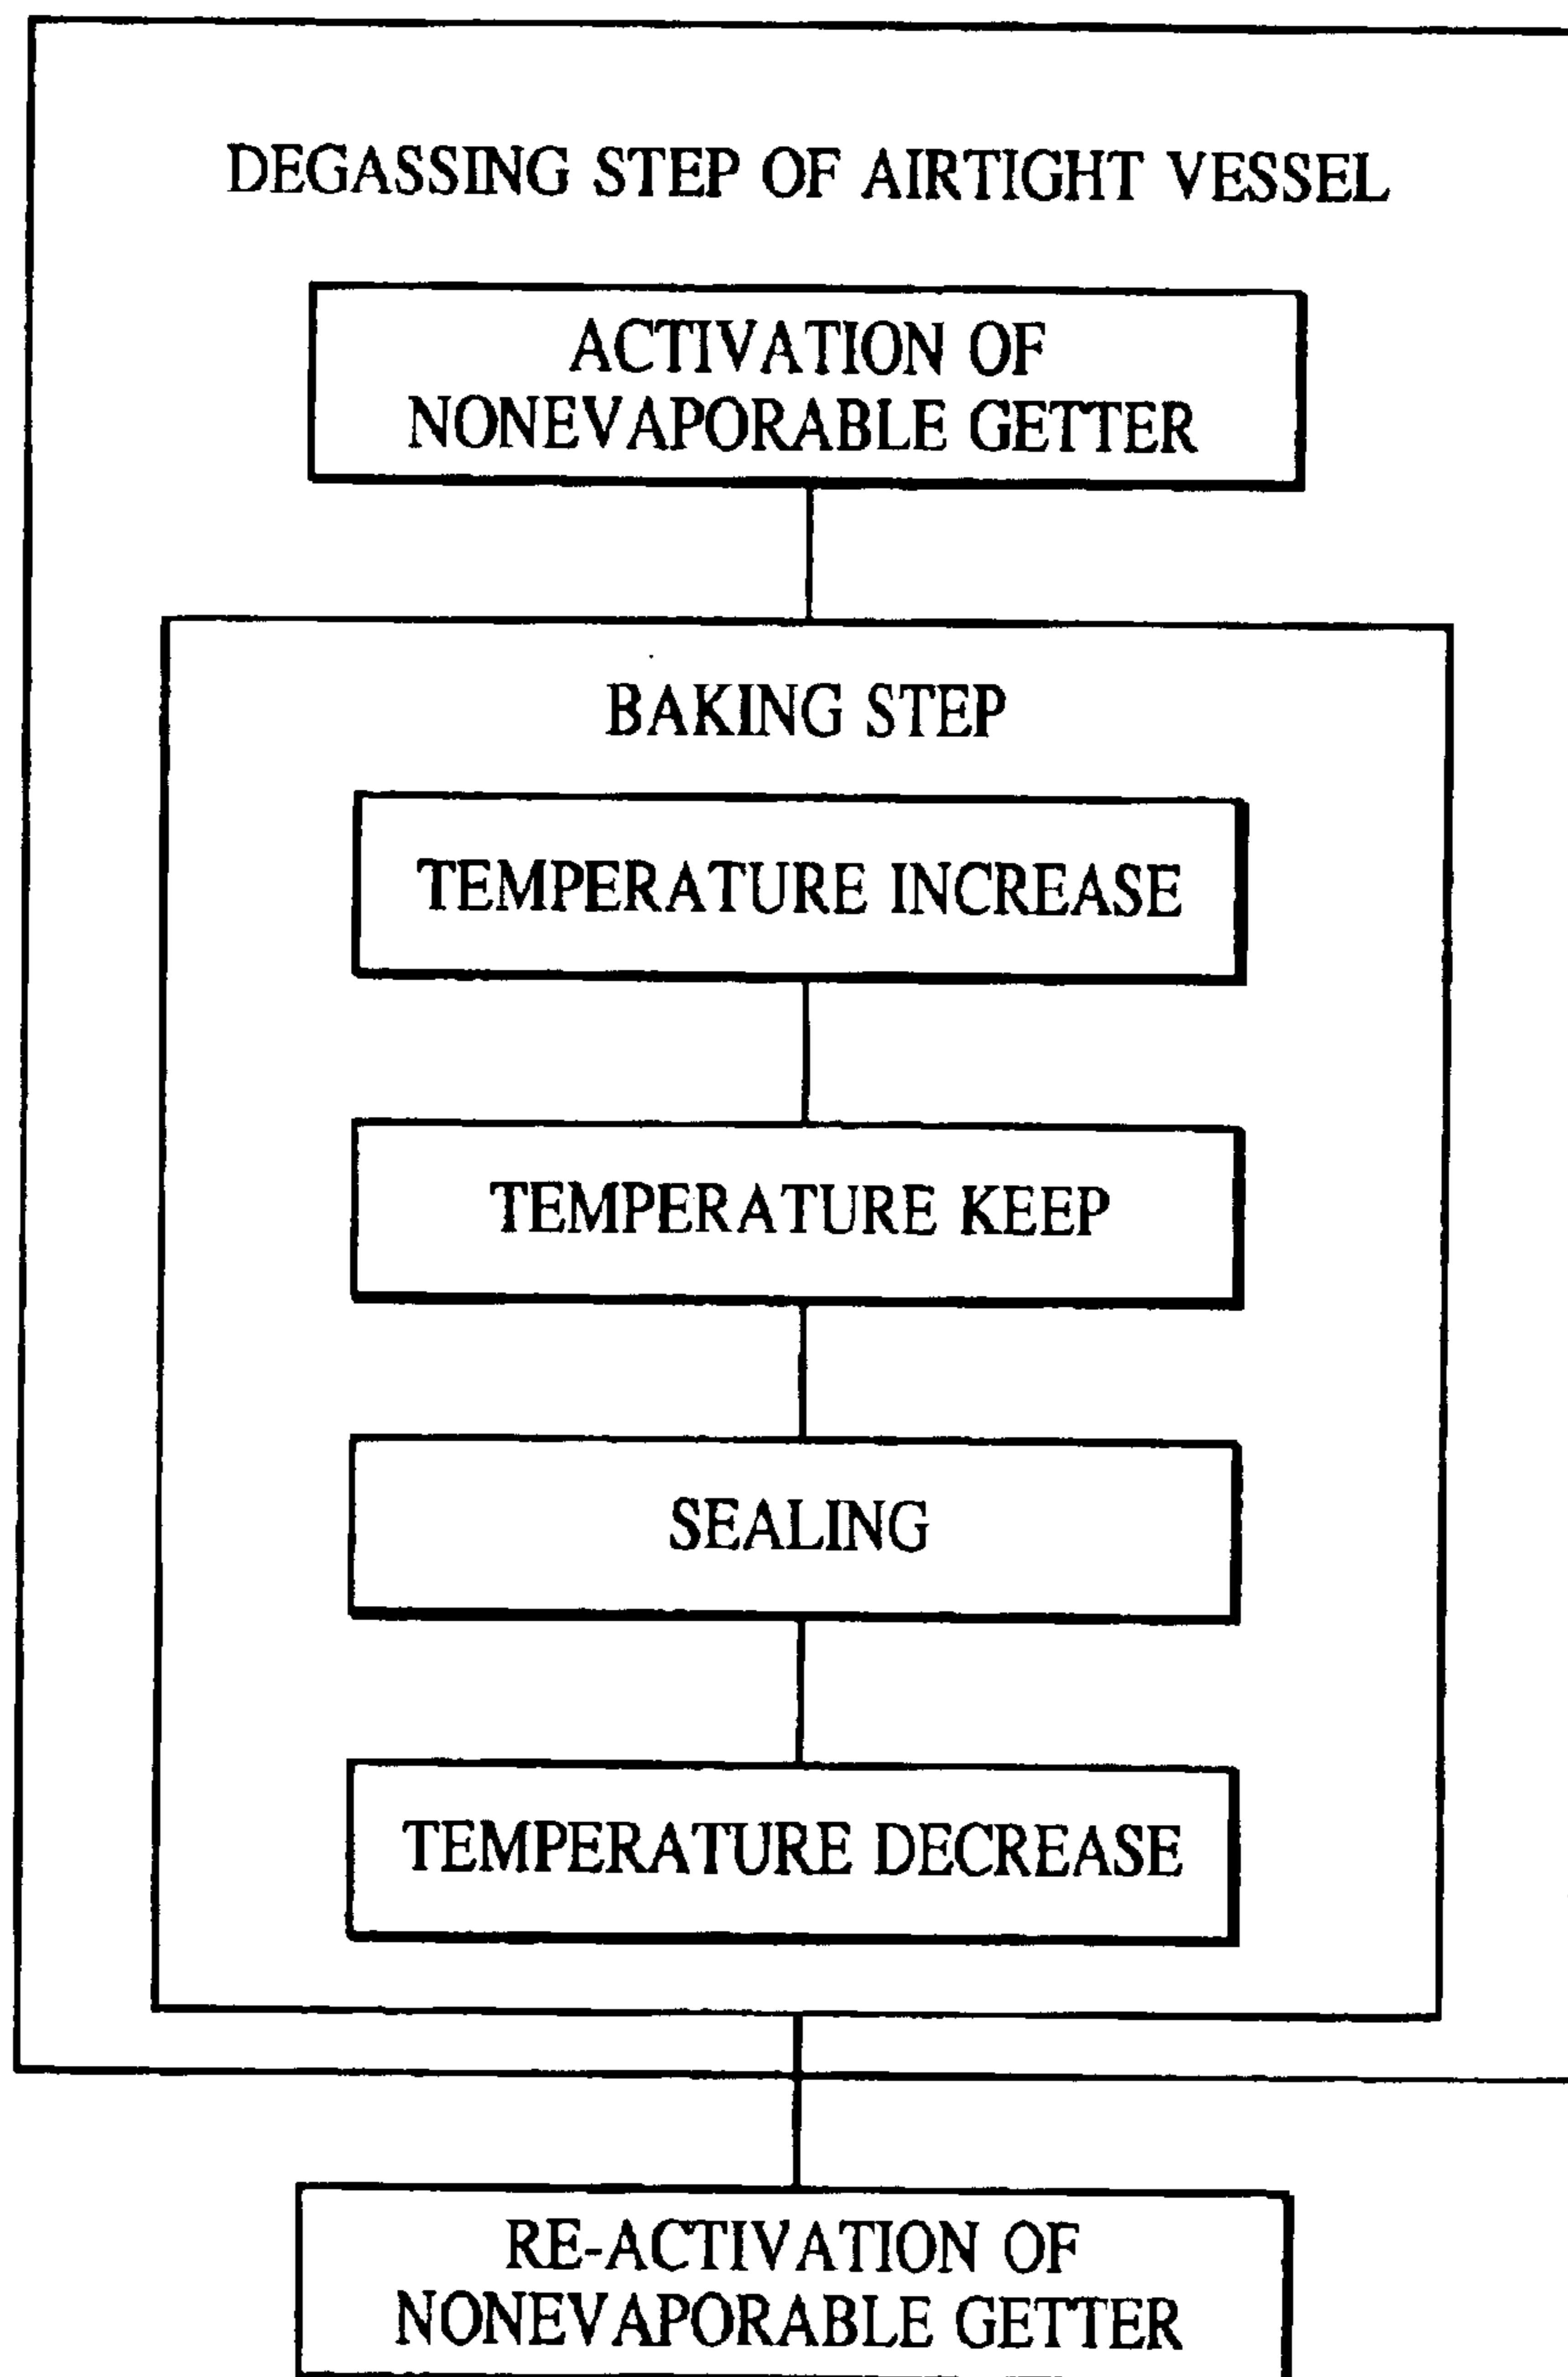 DEGASSING STEP OF AIRTIGHT VESSEL
ACTIVATION OF
NONEVAPORABLE GETTER
BAKING STEP
TEMPERATURE INCREASE
TEMPERATURE KEEP
SEALING
TEMPERATURE DECREASE
RE-ACTIVATION OF
NONEVAPORABLE GETTER